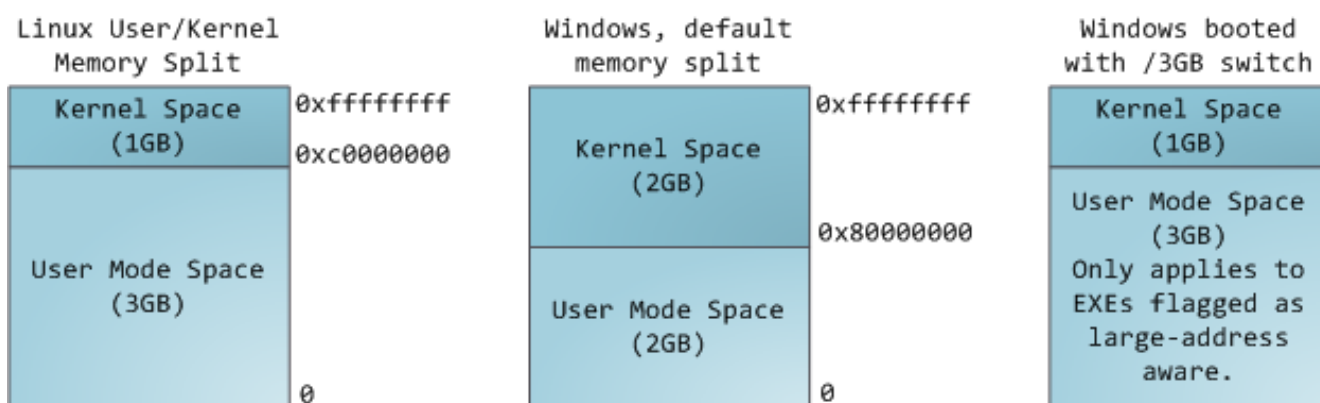 Linux User/Kernel
Memory Split
Kernel Space
(1GB)
0xffffffff
0xc0000000
User Mode Space
(3GB)
0
Windows, default
memory split
Kernel Space
(2GB)
0xffffffff
0x80000000
User Mode Space
(2GB)
0
Windows booted
with /3GB switch
Kernel Space
(1GB)
User Mode Space
(3GB)
Only applies to
EXEs flagged as
large-address
aware.